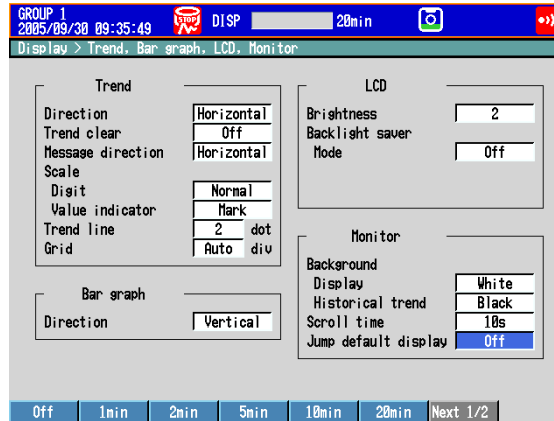 GROUP 1
2005/09/30 09:35:49 STOP DISP 20min
Display > Trend, Bar graph, LCD, Monitor
Trend
Direction Horizontal
Trend clear Off
Message direction Horizontal
Scale
Digit Normal
Value indicator Mark
Trend line 2 dot
Grid Auto div
Bar graph
Direction Vertical
LCD
Brightness 2
Backlight saver
Mode Off
Monitor
Background
Display White
Historical trend Black
Scroll time 10s
Jump default display Off
Off 1min 2min 5min 10min 20min Next 1/2